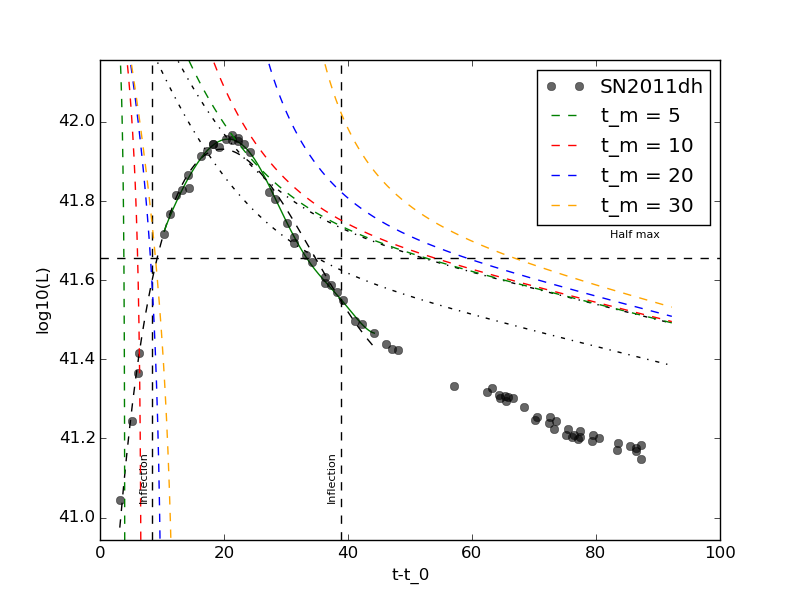 SN2011dh
t_m = 5
t_m = 10
t_m = 20
t_m = 30
Half max
Inflection
Inflection
log10(L)
42.0
41.8
41.6
41.4
41.2
41.0
0
20
40
60
80
100
t-t_0